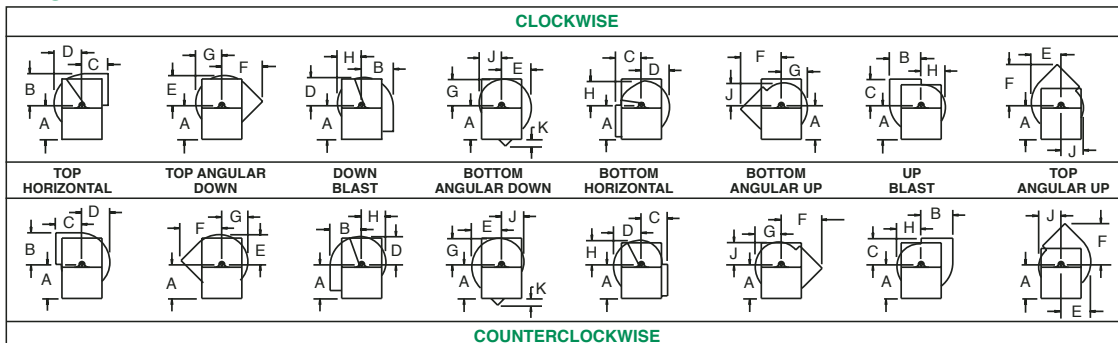 CLOCKWISE
D C B A
G F E A
H B D A
J E G A K
C D H A
F G J A
B H C A
E F A J
TOP HORIZONTAL
TOP ANGULAR DOWN
DOWN BLAST
BOTTOM ANGULAR DOWN
BOTTOM HORIZONTAL
BOTTOM ANGULAR UP
UP BLAST
TOP ANGULAR UP
D C B A
G F E A
H B D A
J E G A K
C D H A
F G J A
B H C A
J F A E
COUNTERCLOCKWISE